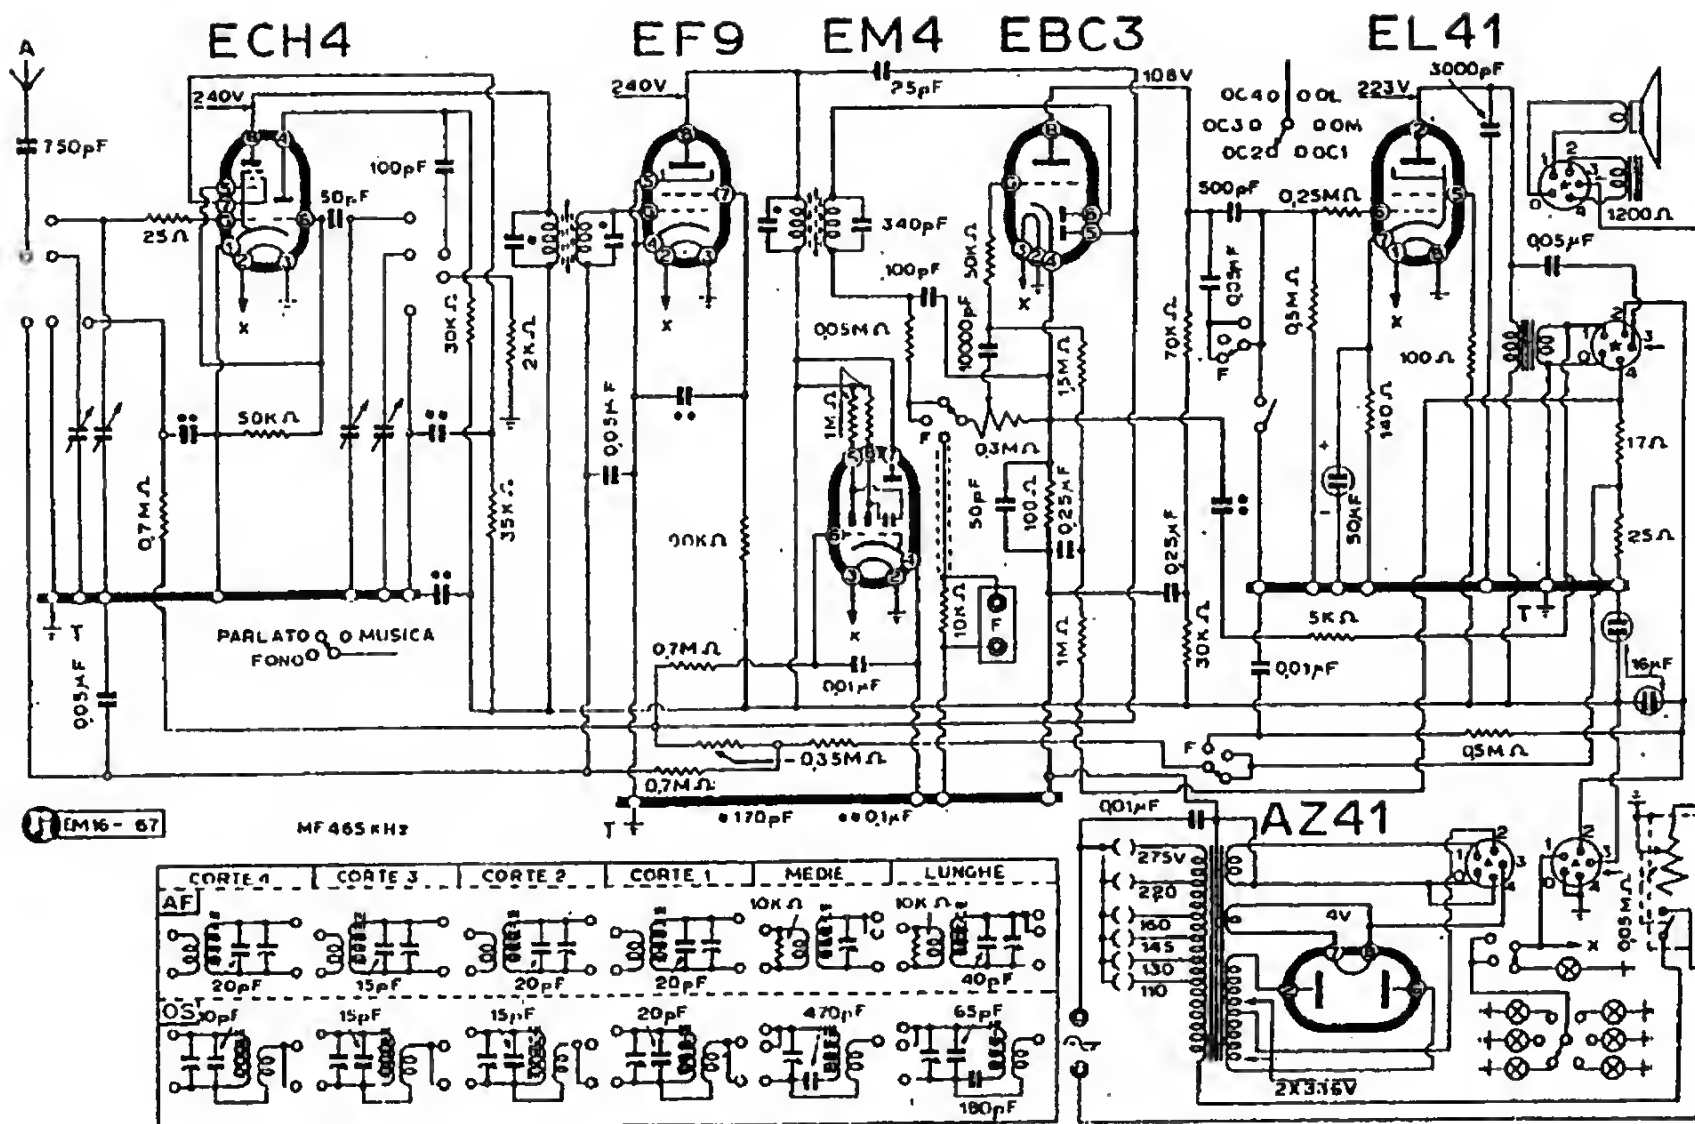 ECH4
EF9
EM4
EBC3
EL41
A
240V
750pF
100pF
50pF
25Ω
X
30KΩ
2KΩ
50KΩ
0,7MΩ
35KΩ
T
PARLATO MUSICA
FONO
0,05µF
240V
25pF
108V
340pF
100pF
50KΩ
0,05MΩ
10000pF
1,5MΩ
70KΩ
X
0,05µF
1MΩ
F
0,3MΩ
50pF
100Ω
0,25µF
0,25µF
90KΩ
X
10KΩ
F
1MΩ
30KΩ
0,7MΩ
0,01µF
0,35MΩ
0,7MΩ
T
OC4 OL
OC3 OM
OC2 OC1
223V
3000pF
500pF
0,25MΩ
0,05µF
F
0,5MΩ
X
100Ω
140Ω
50µF
1200Ω
0,05µF
17Ω
25Ω
5KΩ
T
0,01µF
16µF
F
0,5MΩ
EM16-67
MF 465 KHz
•170pF ••0,1µF
0,01µF
AZ41
275V
220
160
145
130
110
4V
2X3.15V
0,05MΩ
X
CORTE 4 CORTE 3 CORTE 2 CORTE 1 MEDIE LUNGHE
AF
10KΩ 10KΩ
20pF 15pF 20pF 20pF 40pF
OST
15pF 15pF 20pF 470pF 65pF
180pF